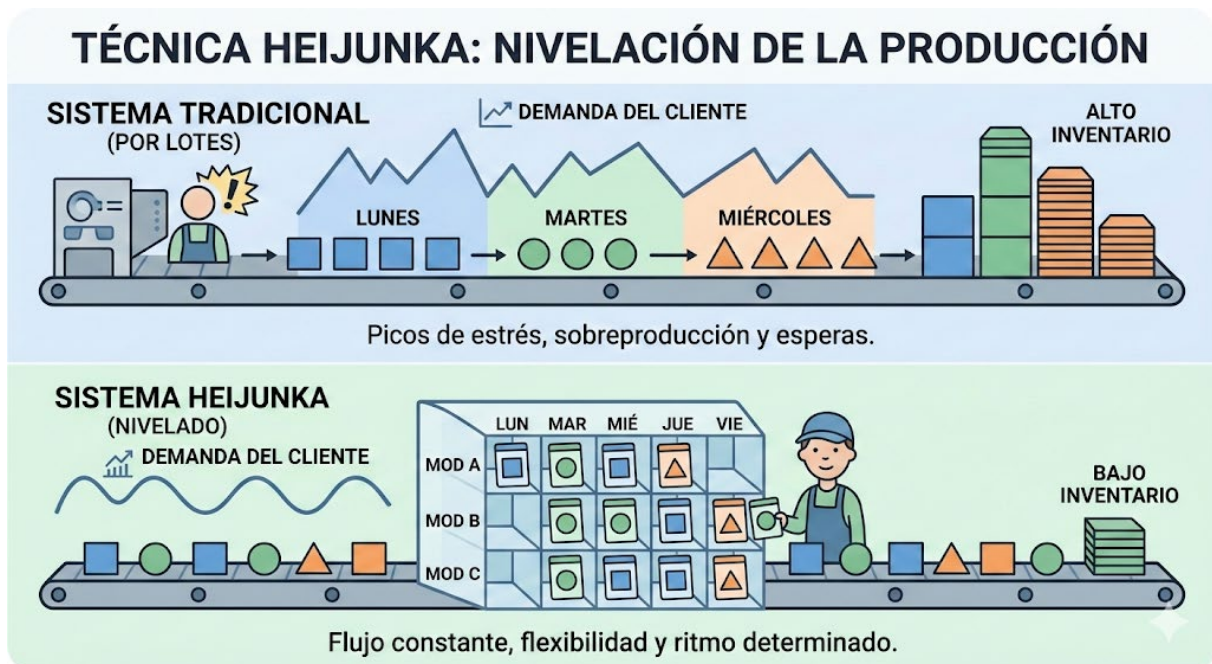 TÉCNICA HEIJUNKA: NIVELACIÓN DE LA PRODUCCIÓN
SISTEMA TRADICIONAL
(POR LOTES)
DEMANDA DEL CLIENTE
ALTO
INVENTARIO
!
LUNES
MARTES
MIÉRCOLES
Picos de estrés, sobreproducción y esperas.
SISTEMA HEIJUNKA
(NIVELADO)
DEMANDA DEL CLIENTE
LUN MAR MIÉ JUE VIE
MOD A
MOD B
MOD C
BAJO
INVENTARIO
Flujo constante, flexibilidad y ritmo determinado.